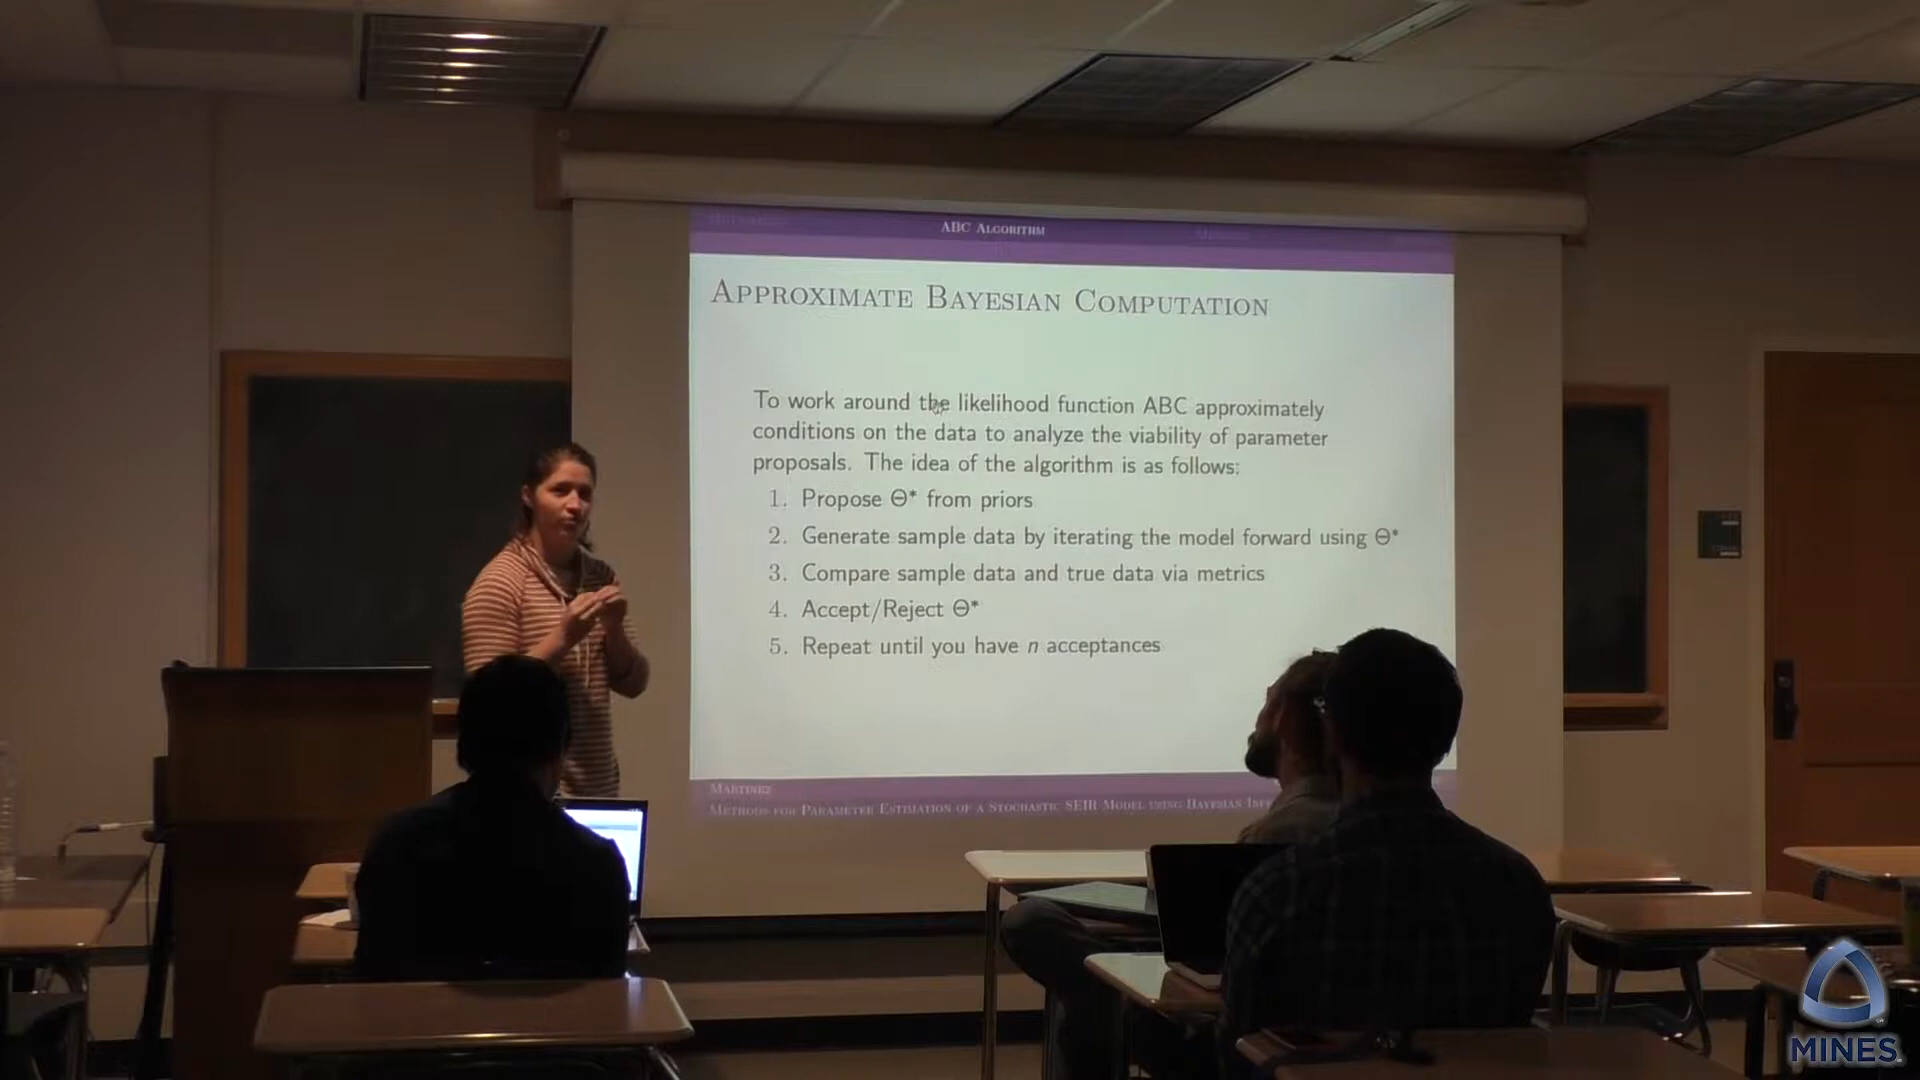 ABC Algorithm
Approximate Bayesian Computation
To work around the likelihood function ABC approximately
conditions on the data to analyze the viability of parameter
proposals. The idea of the algorithm is as follows:
1. Propose Θ* from priors
2. Generate sample data by iterating the model forward using Θ*
3. Compare sample data and true data via metrics
4. Accept/Reject Θ*
5. Repeat until you have n acceptances
Martinez
Methods for Parameter Estimation of a Stochastic SEIR Model using Bayesian
MINES